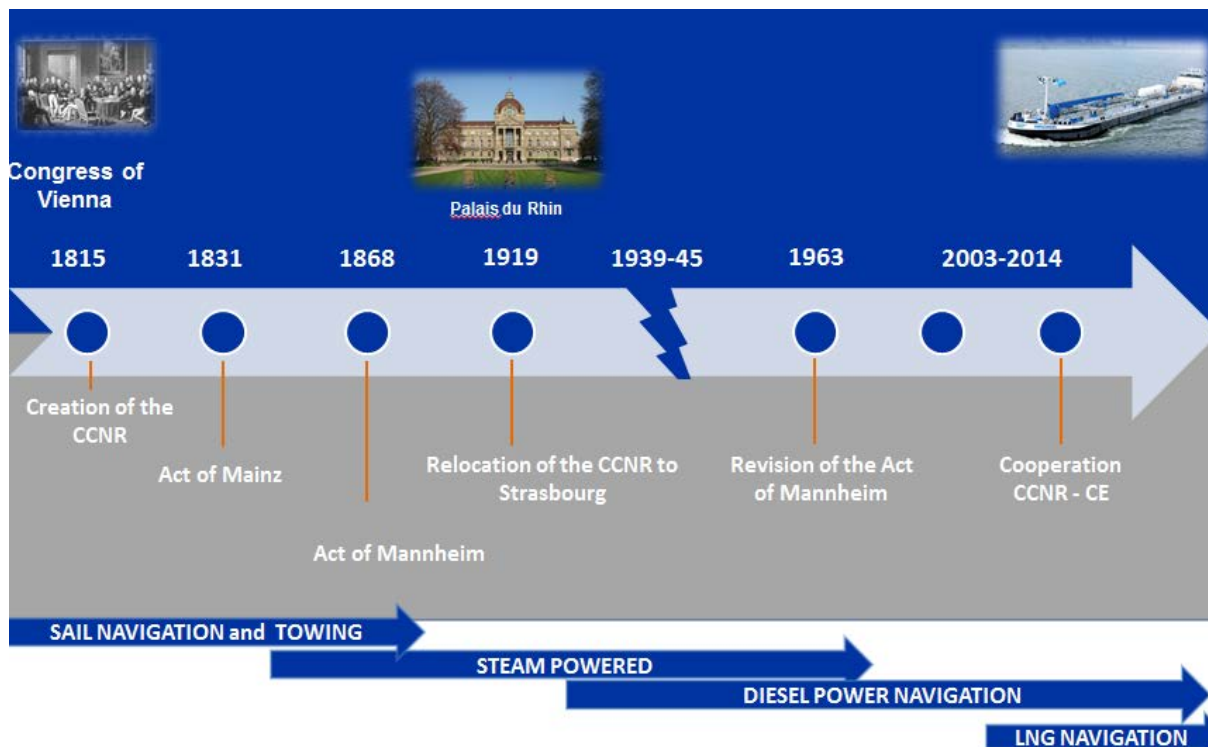 Congress of
Vienna
Palais du Rhin
1815 1831 1868 1919 1939-45 1963 2003-2014
Creation of the
CCNR
Act of Mainz
Act of Mannheim
Relocation of the CCNR to
Strasbourg
Revision of the Act
of Mannheim
Cooperation
CCNR - CE
SAIL NAVIGATION and TOWING
STEAM POWERED
DIESEL POWER NAVIGATION
LNG NAVIGATION